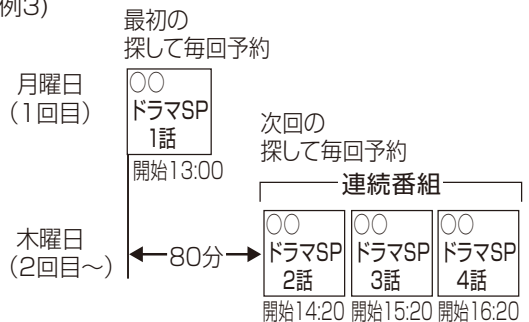 例3)
最初の
探して毎回予約
月曜日
(1回目)
○○
ドラマSP
1話
開始13:00
次回の
探して毎回予約
連続番組
木曜日
(2回目~)
80分
○○
ドラマSP
2話
開始14:20
○○
ドラマSP
3話
開始15:20
○○
ドラマSP
4話
開始16:20